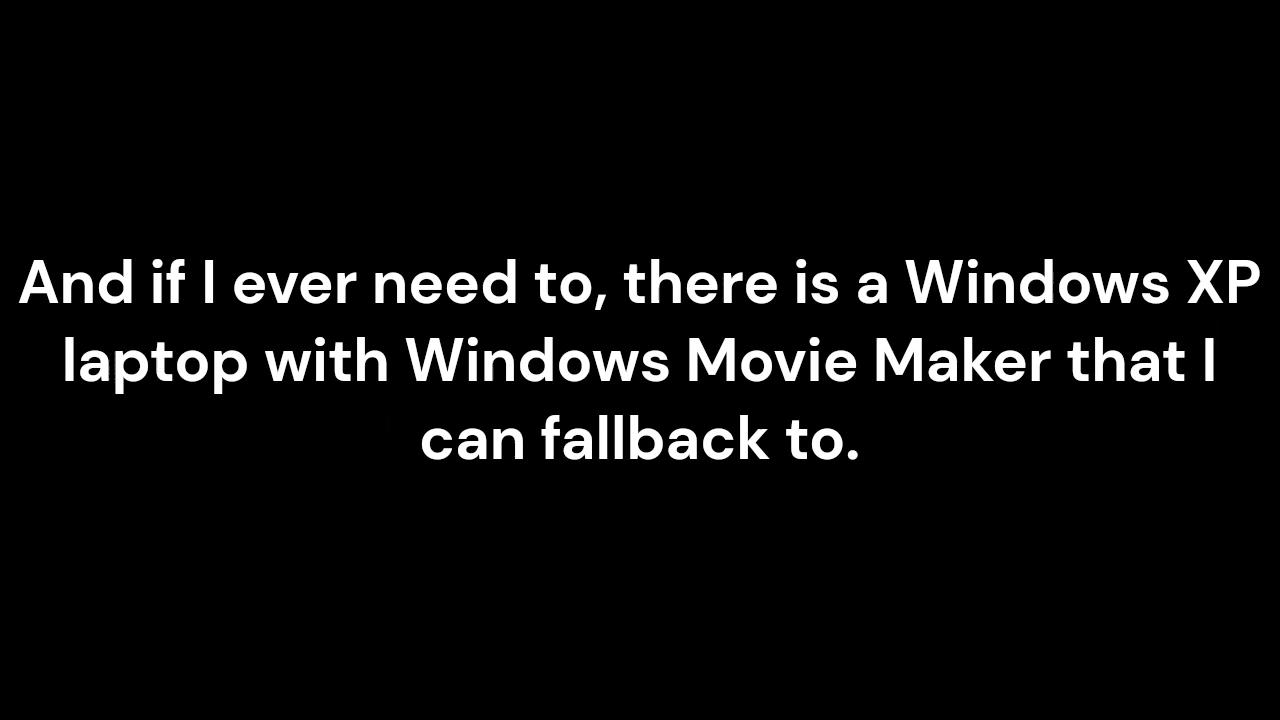 And if I ever need to, there is a Windows XP
laptop with Windows Movie Maker that I
can fallback to.